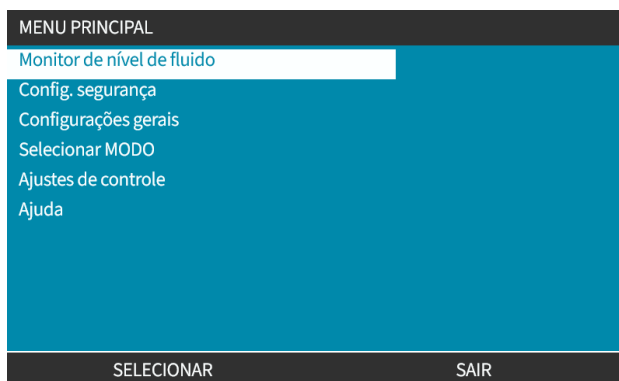 MENU PRINCIPAL
Monitor de nível de fluido
Config. segurança
Configurações gerais
Selecionar MODO
Ajustes de controle
Ajuda
SELECIONAR SAIR